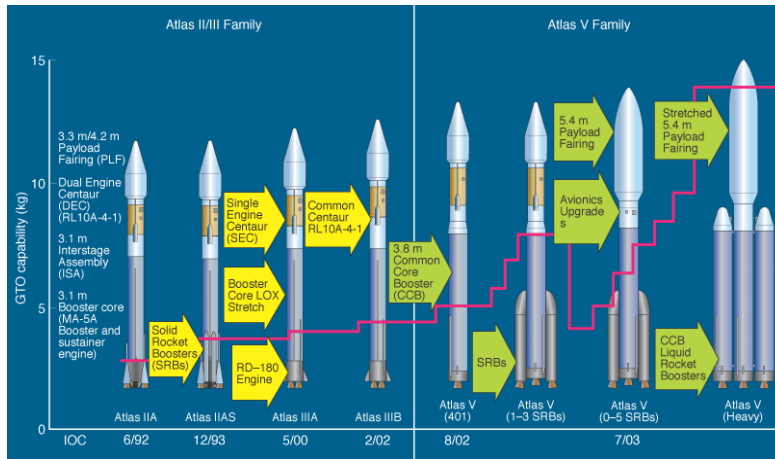 Atlas II/III Family
Atlas V Family
15
10
5
0
GTO capability (kg)
3.3 m/4.2 m
Payload
Fairing (PLF)
Dual Engine
Centaur
(DEC)
(RL10A-4-1)
3.1 m
Interstage
Assembly
(ISA)
3.1 m
Booster core
(MA-5A
Booster and
sustainer
engine)
Solid
Rocket
Boosters
(SRBs)
Single
Engine
Centaur
(SEC)
Booster
Core LOX
Stretch
RD–180
Engine
Common
Centaur
RL10A-4-1
3.8 m
Common
Core
Booster
(CCB)
SRBs
5.4 m
Payload
Fairing
Avionics
Upgrade
s
Stretched
5.4 m
Payload
Fairing
CCB
Liquid
Rocket
Boosters
Atlas IIA
Atlas IIAS
Atlas IIIA
Atlas IIIB
Atlas V
(401)
Atlas V
(1–3 SRBs)
Atlas V
(0–5 SRBs)
Atlas V
(Heavy)
IOC
6/92
12/93
5/00
2/02
8/02
7/03